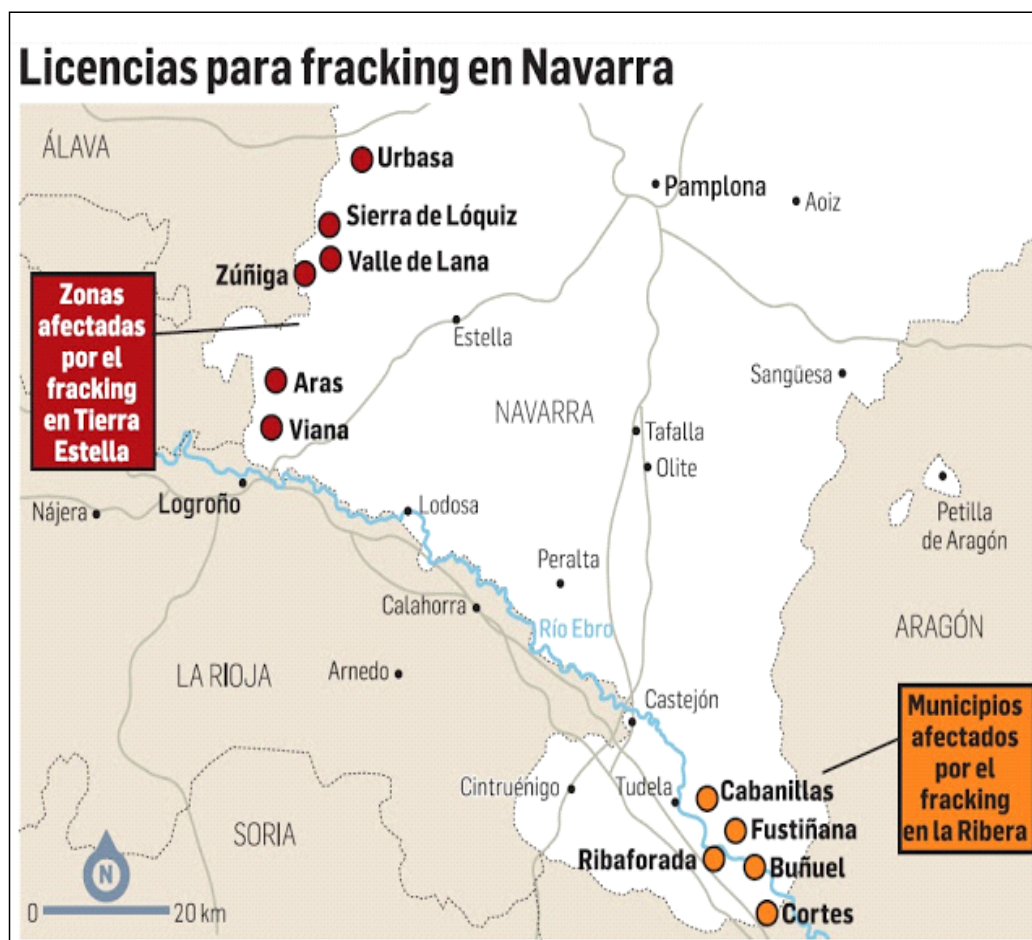 Licencias para fracking en Navarra
ÁLAVA
Urbasa
Pamplona
Aoiz
Sierra de Lóquiz
Valle de Lana
Zúñiga
Zonas
afectadas
por el
fracking
en Tierra
Estella
Estella
Sangüesa
Aras
NAVARRA
Viana
Tafalla
Olite
Logroño
Nájera
Lodosa
Petilla
de Aragón
Peralta
Calahorra
Río Ebro
ARAGÓN
LA RIOJA
Arnedo
Castejón
Municipios
afectados
por el
fracking
en la Ribera
Cintruénigo
Tudela
Cabanillas
Fustiñana
SORIA
Ribaforada
Buñuel
N
0
20 km
Cortes